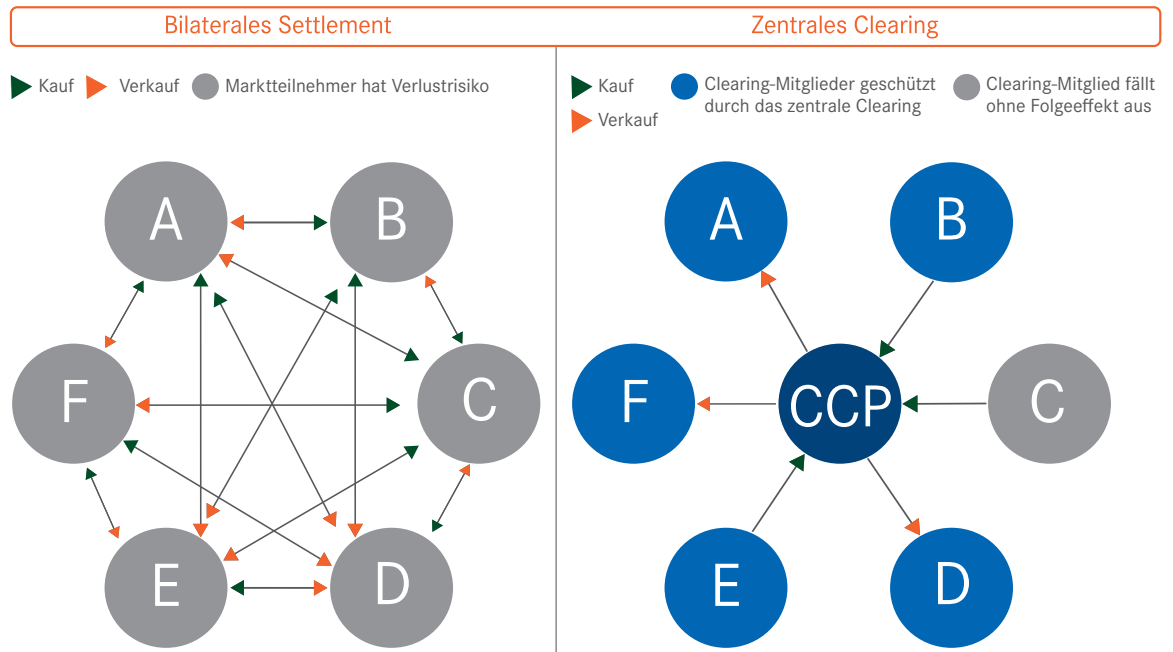 Bilaterales Settlement
Zentrales Clearing
Kauf
Verkauf
Marktteilnehmer hat Verlustrisiko
Kauf
Verkauf
Clearing-Mitglieder geschützt
durch das zentrale Clearing
Clearing-Mitglied fällt
ohne Folgeeffekt aus
A
B
F
C
E
D
A
B
F
CCP
C
E
D